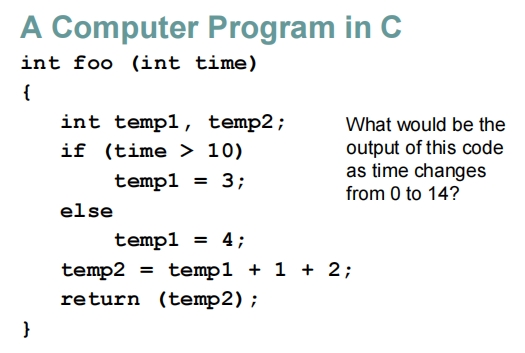 A Computer Program in C
int foo (int time)
{
int temp1, temp2;
if (time > 10)
temp1 = 3;
else
temp1 = 4;
temp2 = temp1 + 1 + 2;
return (temp2);
}
What would be the
output of this code
as time changes
from 0 to 14?